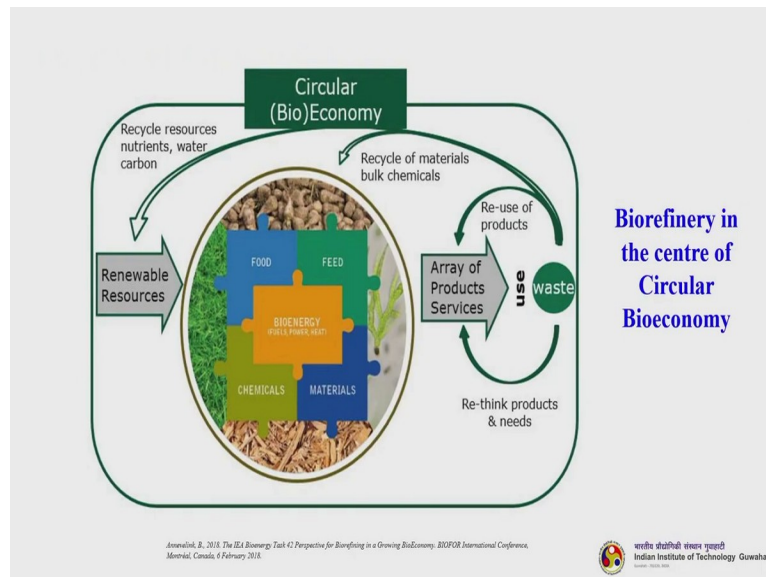 Circular
(Bio)Economy
Recycle resources
nutrients, water
carbon
Recycle of materials
bulk chemicals
Re-use of
products
Renewable
Resources
FOOD
FEED
BIOENERGY
(FUELS, POWER, HEAT)
CHEMICALS
MATERIALS
Array of
Products
Services
use
waste
Re-think products
& needs
Biorefinery in
the centre of
Circular
Bioeconomy
Annevelink, B., 2018. The IEA Bioenergy Task 42 Perspective for Biorefining in a Growing BioEconomy. BIOFOR International Conference,
Montréal, Canada, 6 February 2018.
भारतीय प्रौद्योगिकी संस्थान गुवाहाटी
Indian Institute of Technology Guwaha